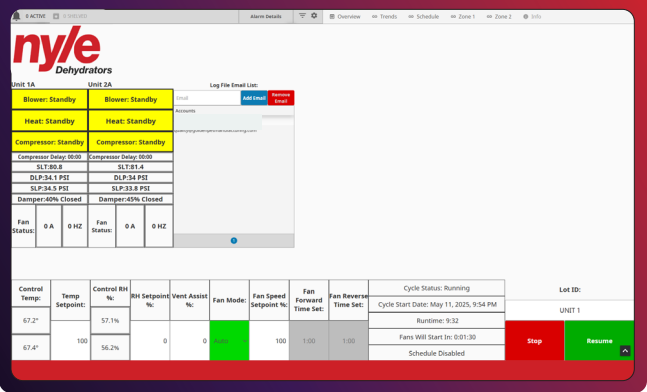 0 ACTIVE
Alarm Details
Overview
Trends
Schedule
Zone 1
Zone 2
Info
nyle
Dehydrators
Unit 1A
Unit 2A
Log File Email List:
Blower: Standby
Blower: Standby
Email
Add Email
Remove Email
Accounts
Heat: Standby
Heat: Standby
Compressor: Standby
Compressor: Standby
Compressor Delay: 00:00
Compressor Delay: 00:00
SLT:80.8
SLT:81.4
DLP:34.1 PSI
DLP:34 PSI
SLP:34.5 PSI
SLP:33.8 PSI
Damper:40% Closed
Damper:45% Closed
Fan Status:
0 A
0 HZ
Fan Status:
0 A
0 HZ
Control Temp:
Temp Setpoint:
Control RH %:
RH Setpoint %:
Vent Assist %:
Fan Mode:
Fan Speed Setpoint %:
Fan Forward Time Set:
Fan Reverse Time Set:
67.2°
57.1%
67.4°
100
56.2%
0
0
Auto
100
1:00
1:00
Cycle Status: Running
Cycle Start Date: May 11, 2025, 9:54 PM
Runtime: 9:32
Fans Will Start In: 0:01:30
Schedule Disabled
Lot ID:
UNIT 1
Stop
Resume